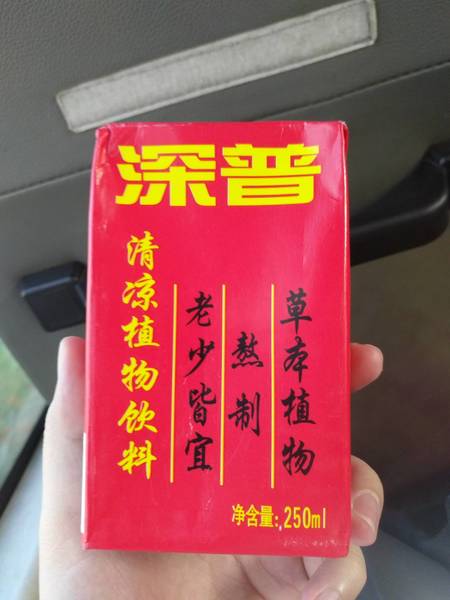 深普
清凉植物饮料
草本植物
熬制
老少皆宜
净含量:250ml